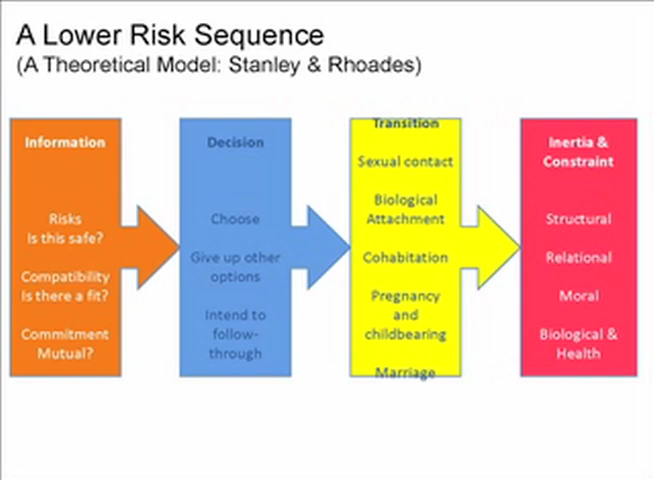 A Lower Risk Sequence
(A Theoretical Model: Stanley & Rhoades)
Information
Risks
Is this safe?
Compatibility
Is there a fit?
Commitment
Mutual?
Decision
Choose
Give up other
options
Intend to
follow-
through
Transition
Sexual contact
Biological
Attachment
Cohabitation
Pregnancy
and
childbearing
Marriage
Inertia &
Constraint
Structural
Relational
Moral
Biological &
Health